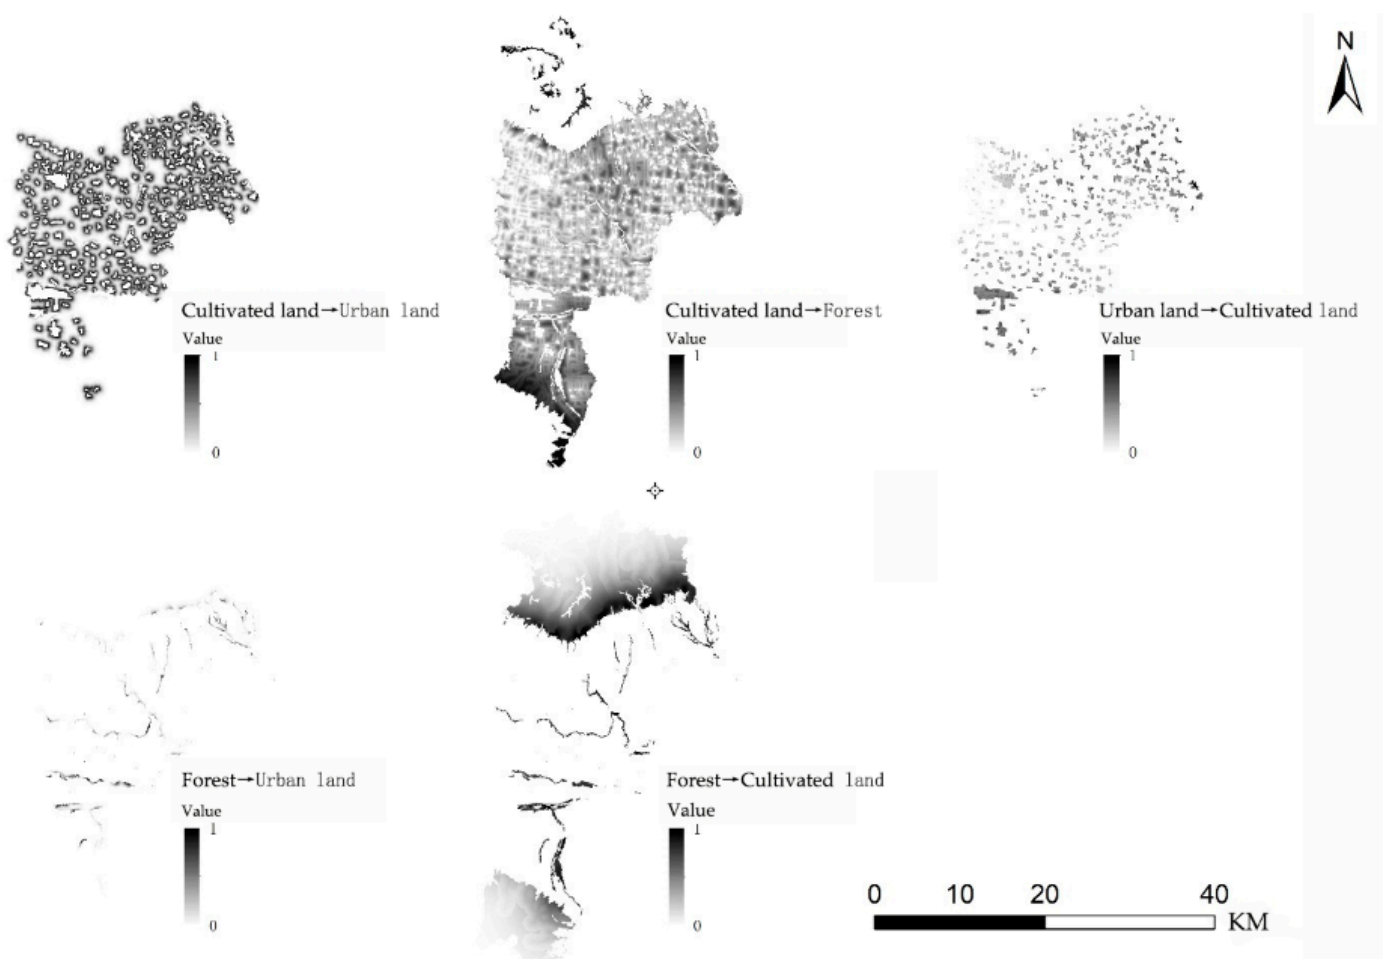 N
Cultivated land→Urban land
Value
1
0
Cultivated land→Forest
Value
1
0
Urban land→Cultivated land
Value
1
0
Forest→Urban land
Value
1
0
Forest→Cultivated land
Value
1
0
0 10 20 40
KM